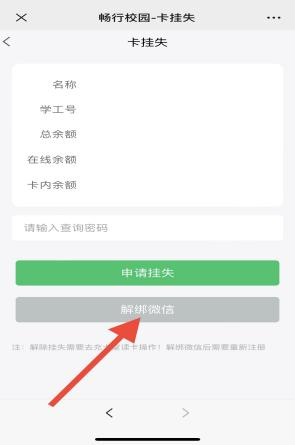 畅行校园-卡挂失
卡挂失
名称
学工号
总余额
在线余额
卡内余额
请输入查询密码
申请挂失
解绑微信
注：解除挂失需要去充 读卡操作！解绑微信后需要重新注册